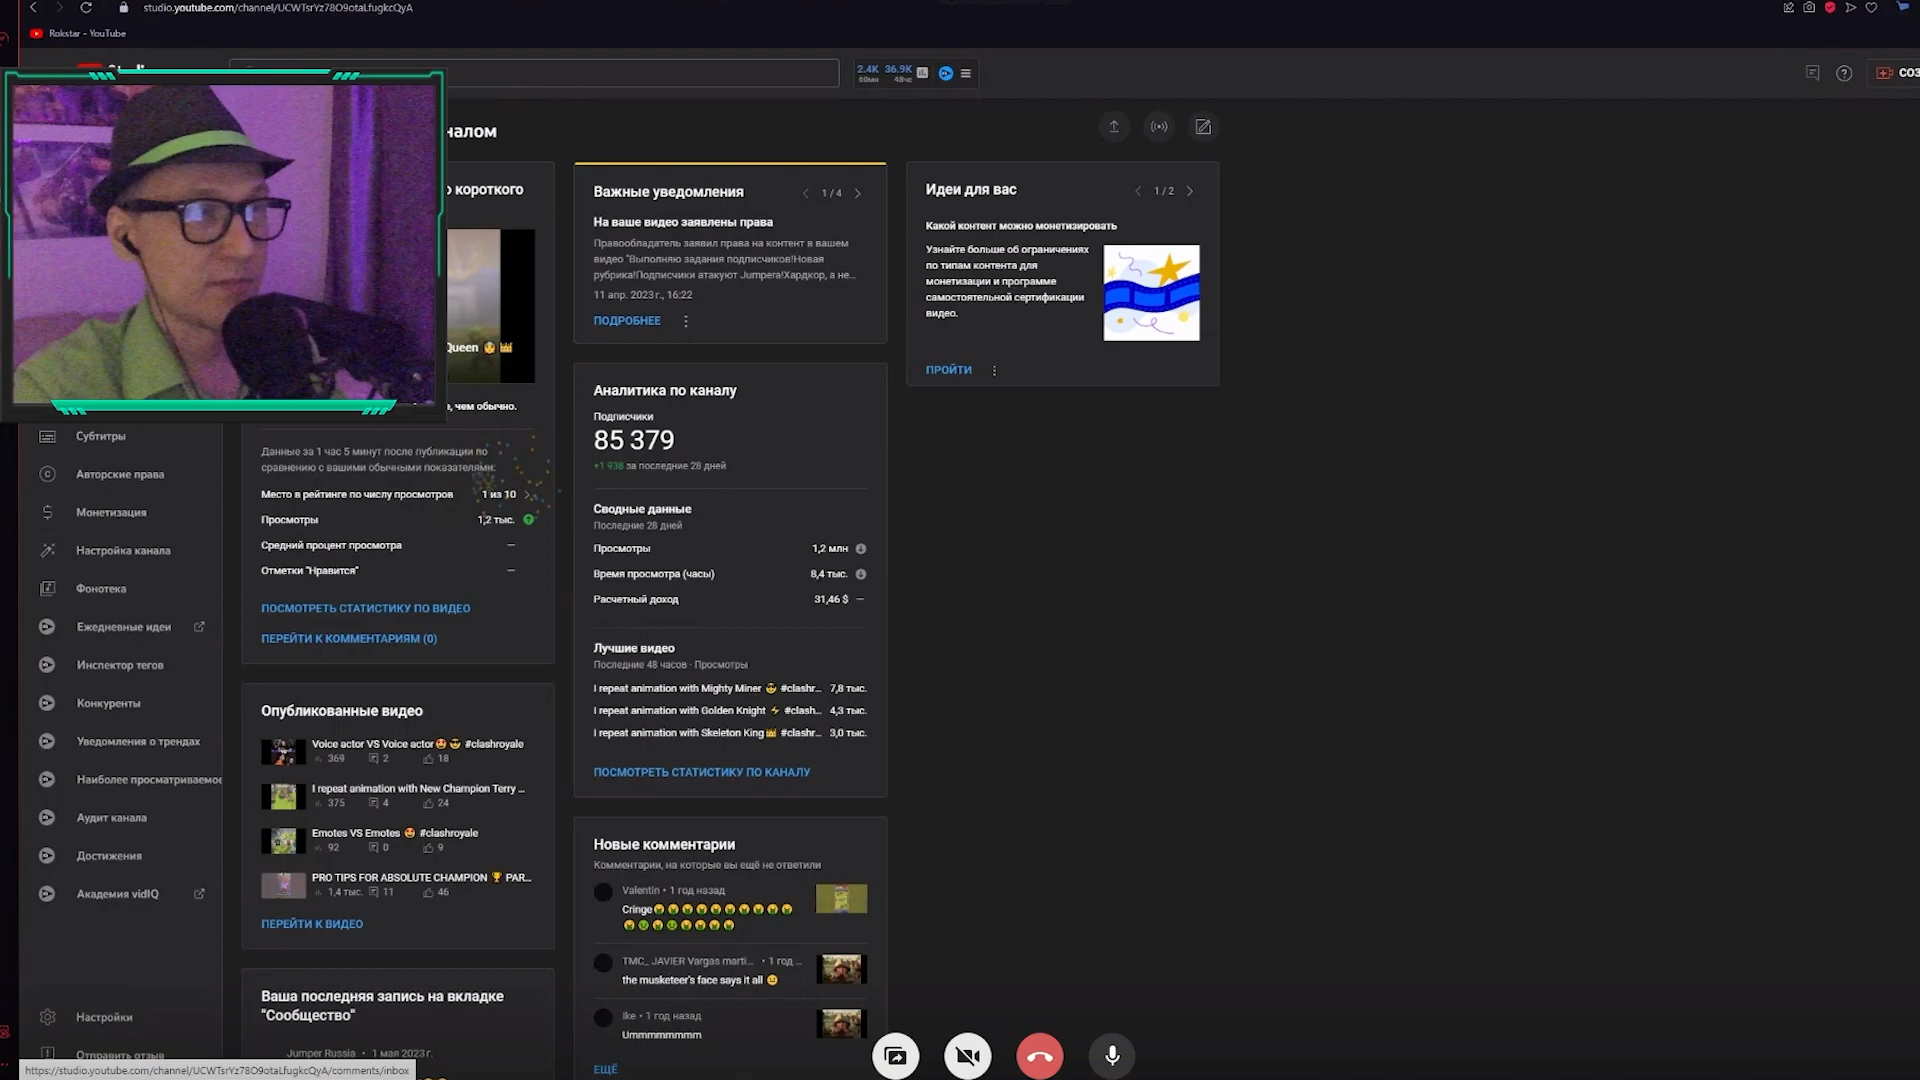 studio.youtube.com/channel/UCWTsrYz78O9otaLfugkcQyA
Rokstar - YouTube
2.4K 36.9K
60мин 48чс
СОЗ
налом
о короткого
Queen 👸 👑
, чем обычно.
Данные за 1 час 5 минут после публикации по
сравнению с вашими обычными показателями:
Место в рейтинге по числу просмотров 1 из 10
Просмотры 1,2 тыс.
Средний процент просмотра —
Отметки "Нравится" —
ПОСМОТРЕТЬ СТАТИСТИКУ ПО ВИДЕО
ПЕРЕЙТИ К КОММЕНТАРИЯМ (0)
Субтитры
Авторские права
Монетизация
Настройка канала
Фонотека
Ежедневные идеи
Инспектор тегов
Конкуренты
Уведомления о трендах
Наиболее просматриваемое
Аудит канала
Достижения
Академия vidIQ
Настройки
Отправить отзыв
Опубликованные видео
Voice actor VS Voice actor😍 😎 #clashroyale
369 2 18
I repeat animation with New Champion Terry ...
375 4 24
Emotes VS Emotes 😍 #clashroyale
92 0 9
PRO TIPS FOR ABSOLUTE CHAMPION 🏆 PAR...
1,4 тыс. 11 46
ПЕРЕЙТИ К ВИДЕО
Ваша последняя запись на вкладке
"Сообщество"
Jumper Russia • 1 мая 2023 г.
Важные уведомления 1 / 4
На ваше видео заявлены права
Правообладатель заявил права на контент в вашем
видео "Выполняю задания подписчиков!Новая
рубрика!Подписчики атакуют Jumpera!Хардкор, а не...
11 апр. 2023 г., 16:22
ПОДРОБНЕЕ
Аналитика по каналу
Подписчики
85 379
+1 938 за последние 28 дней
Сводные данные
Последние 28 дней
Просмотры 1,2 млн
Время просмотра (часы) 8,4 тыс.
Расчетный доход 31,46 $ —
Лучшие видео
Последние 48 часов · Просмотры
I repeat animation with Mighty Miner 😎 #clashr... 7,8 тыс.
I repeat animation with Golden Knight ⚡ #clash... 4,3 тыс.
I repeat animation with Skeleton King👑 #clashr... 3,0 тыс.
ПОСМОТРЕТЬ СТАТИСТИКУ ПО КАНАЛУ
Новые комментарии
Комментарии, на которые вы ещё не ответили
Valentin • 1 год назад
Cringe
TMC_ JAVIER Vargas marti... • 1 год ...
the musketeer's face says it all
Ike • 1 год назад
Ummmmmmmm
ЕЩЁ
Идеи для вас 1 / 2
Какой контент можно монетизировать
Узнайте больше об ограничениях
по типам контента для
монетизации и программе
самостоятельной сертификации
видео.
ПРОЙТИ
https://studio.youtube.com/channel/UCWTsrYz78O9otaLfugkcQyA/comments/inbox